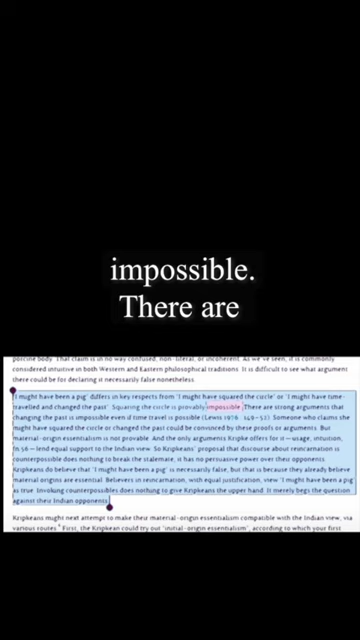 impossible.
There are
porcine body. That claim is in no way confused, non-literal, or incoherent. As we've seen, it is commonly
considered intuitive in both Western and Eastern philosophical traditions. It is difficult to see what argument
there could be for declaring it necessarily false nonetheless.
'I might have been a pig' differs in key respects from 'I might have squared the circle' or 'I might have time-
travelled and changed the past'. Squaring the circle is provably impossible. There are strong arguments that
changing the past is impossible even if time travel is possible (Lewis 1976: 149–52). Someone who claims she
might have squared the circle or changed the past could be convinced by these proofs or arguments. But
material-origin essentialism is not provable. And the only arguments Kripke offers for it—usage, intuition,
fn.56—lend equal support to the Indian view. So Kripkeans' proposal that discourse about reincarnation is
counterpossible does nothing to break the stalemate; it has no persuasive power over their opponents.
Kripkeans do believe that 'I might have been a pig' is necessarily false, but that is because they already believe
material origins are essential. Believers in reincarnation, with equal justification, view 'I might have been a pig'
as true. Invoking counterpossibles does nothing to give Kripkeans the upper hand. It merely begs the question
against their Indian opponents.
Kripkeans might next attempt to make their material-origin essentialism compatible with the Indian view, via
various routes. First, the Kripkean could try out 'initial-origin essentialism', according to which your first